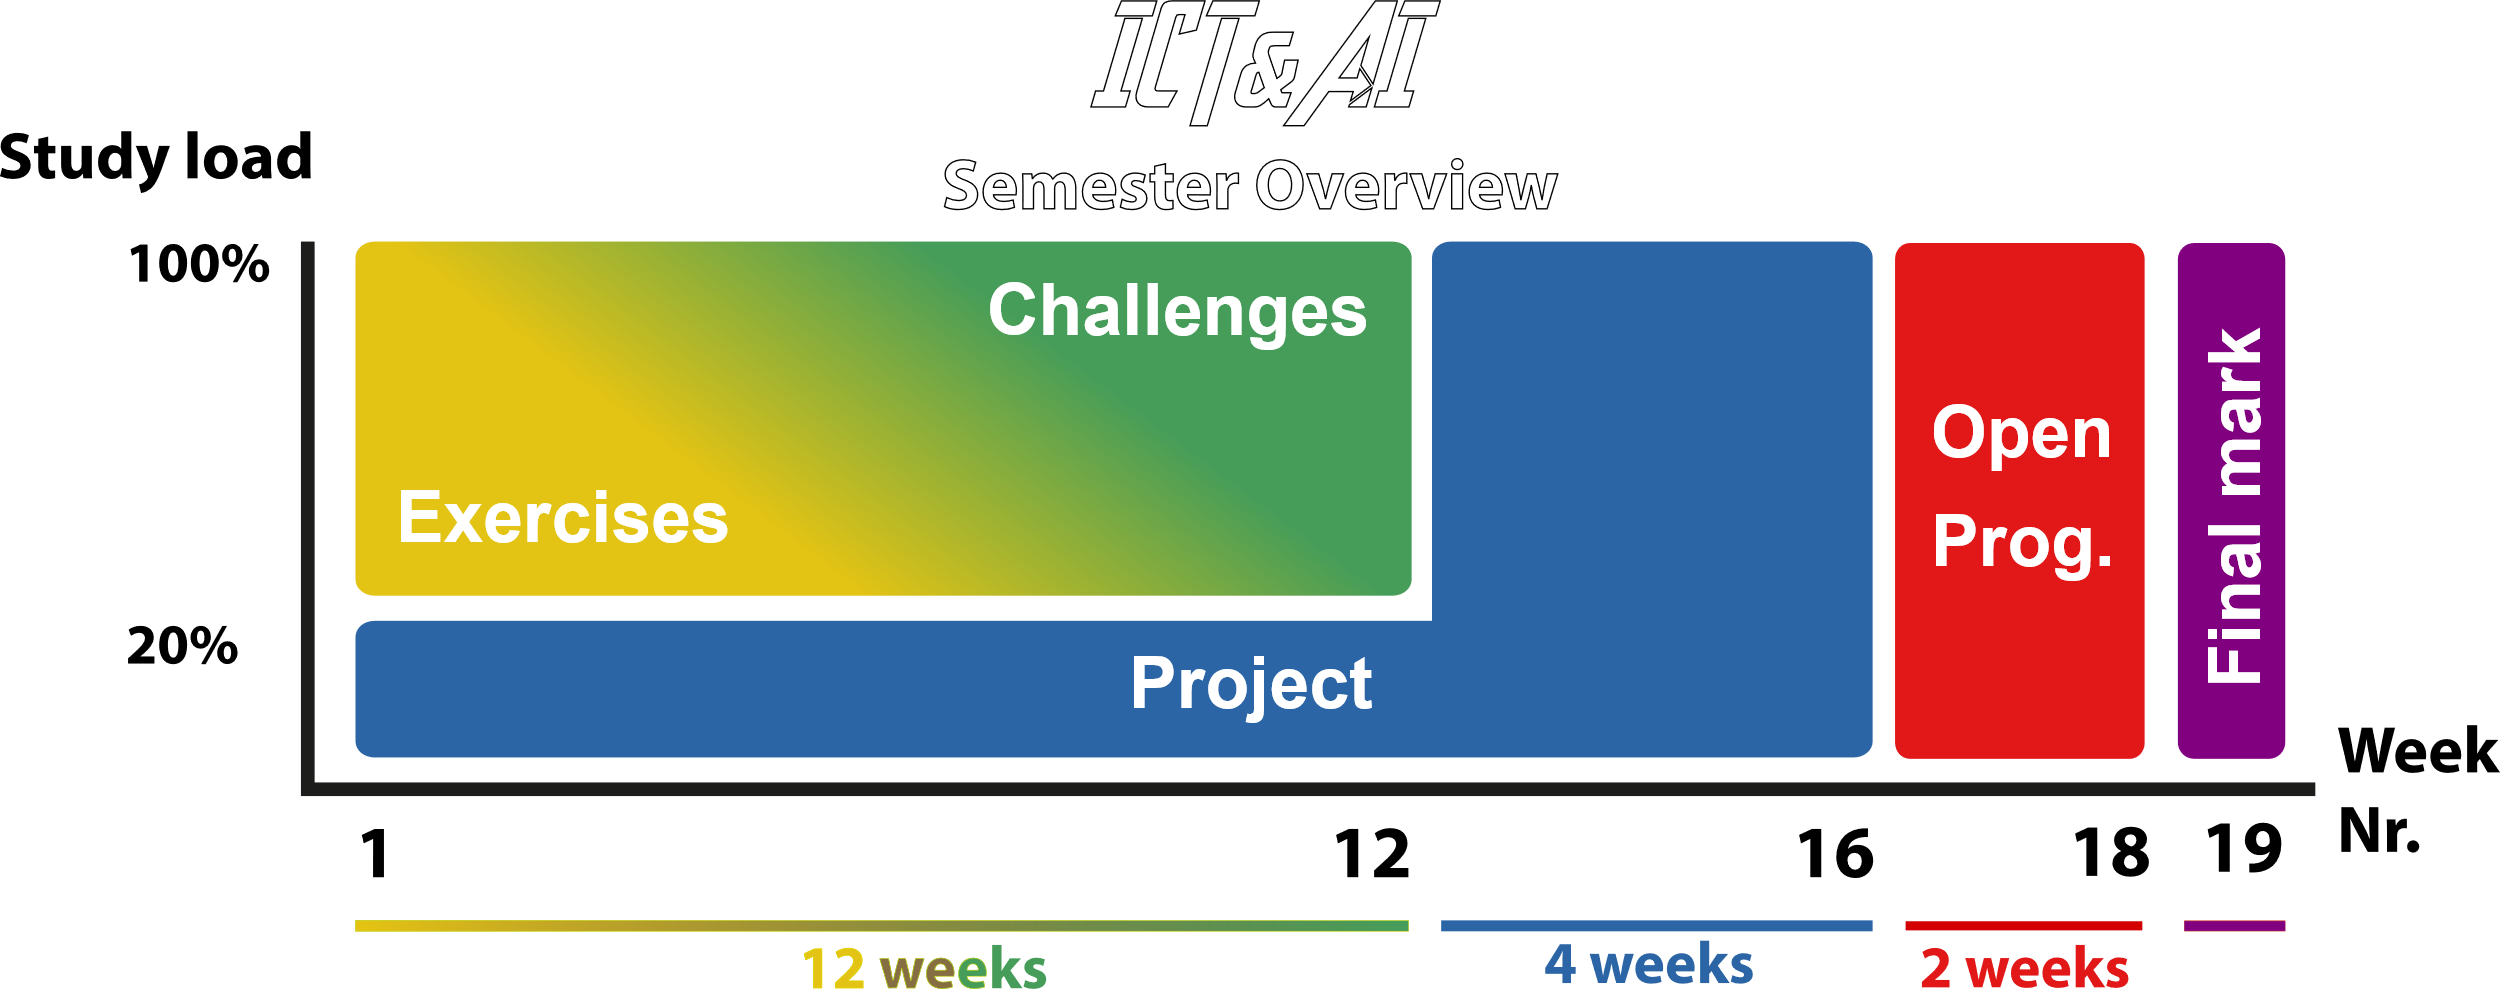 ICT&AI
Semester Overview
Study load
100%
20%
Challenges
Exercises
Project
Open
Prog.
Final mark
Week
Nr.
1
12
16
18
19
12 weeks
4 weeks
2 weeks